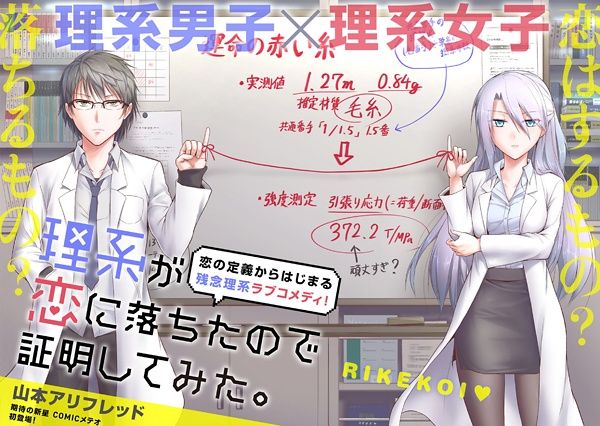 理系男子×理系女子
恋はするもの?
落ちるもの?
運命の赤い糸
・実測値 1.27m 0.84g
推定材質 毛糸
共通番手「1/1.5」1.5番
・強度測定 引張り応力(=荷重/断面
372.2 T/MPa
頑丈すぎ?
恋の定義からはじまる
残念理系ラブコメディ!
理系が
恋に落ちたので
証明してみた。
RIKEKOI♥
山本アリフレッド
期待の新星 COMICメテオ
初登場!